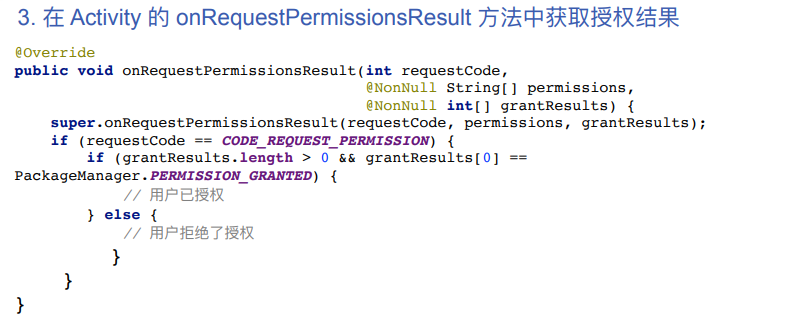 3. 在 Activity 的 onRequestPermissionsResult 方法中获取授权结果
@Override
public void onRequestPermissionsResult(int requestCode,
@NonNull String[] permissions,
@NonNull int[] grantResults) {
super.onRequestPermissionsResult(requestCode, permissions, grantResults);
if (requestCode == CODE_REQUEST_PERMISSION) {
if (grantResults.length > 0 && grantResults[0] ==
PackageManager.PERMISSION_GRANTED) {
// 用户已授权
} else {
// 用户拒绝了授权
}
}
}